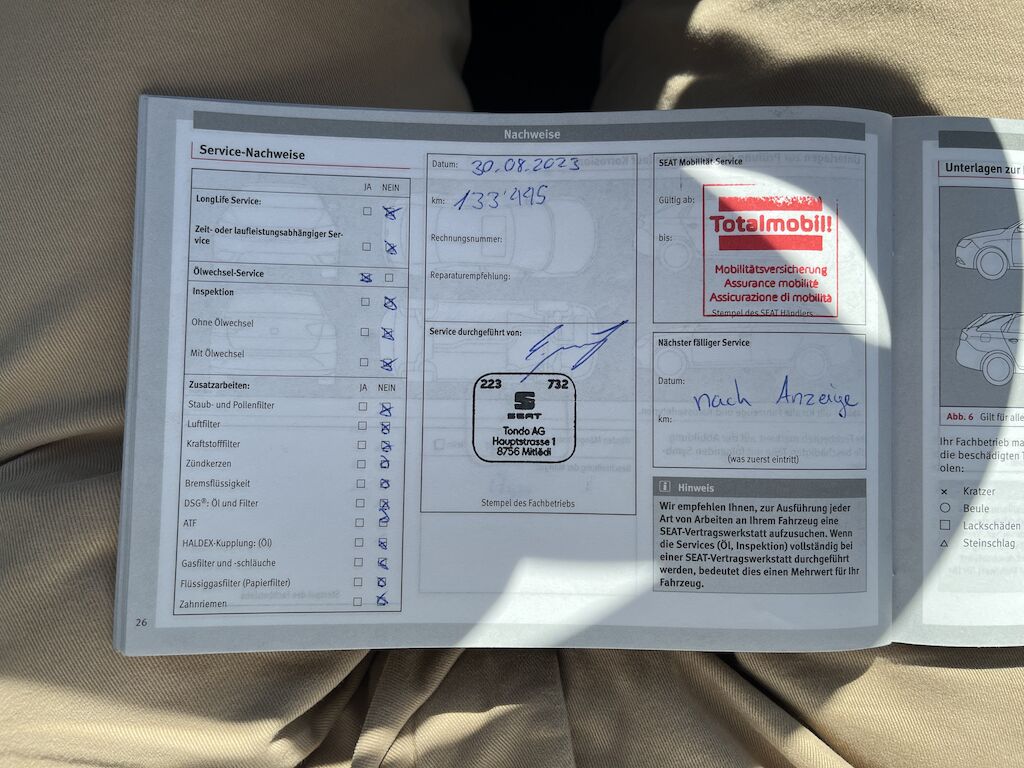 Nachweise
Service-Nachweise
JA NEIN
LongLife Service:
Zeit- oder laufleistungsabhängiger Ser-
vice
Ölwechsel-Service
Inspektion
Ohne Ölwechsel
Mit Ölwechsel
Zusatzarbeiten: JA NEIN
Staub- und Pollenfilter
Luftfilter
Kraftstofffilter
Zündkerzen
Bremsflüssigkeit
DSG®: Öl und Filter
ATF
HALDEX-Kupplung: (Öl)
Gasfilter und -schläuche
Flüssiggasfilter (Papierfilter)
Zahnriemen
26
Datum: 30.08.2023
km: 133'445
Rechnungsnummer:
Reparaturempfehlung:
Service durchgeführt von:
223 732
SEAT
Tondo AG
Hauptstrasse 1
8756 Mitlödi
Stempel des Fachbetriebs
SEAT Mobilität Service
Gültig ab:
bis:
Totalmobil!
Mobilitätsversicherung
Assurance mobilité
Assicurazione di mobilità
Stempel des SEAT Händlers
Nächster fälliger Service
Datum: nach Anzeige
km:
(was zuerst eintritt)
i Hinweis
Wir empfehlen Ihnen, zur Ausführung jeder
Art von Arbeiten an Ihrem Fahrzeug eine
SEAT-Vertragswerkstatt aufzusuchen. Wenn
die Services (Öl, Inspektion) vollständig bei
einer SEAT-Vertragswerkstatt durchgeführt
werden, bedeutet dies einen Mehrwert für Ihr
Fahrzeug.
Unterlagen zur
Abb. 6 Gilt für alle
Ihr Fachbetrieb
die beschädigten
olen:
Kratzer
Beule
Lackschäden
Steinschlag